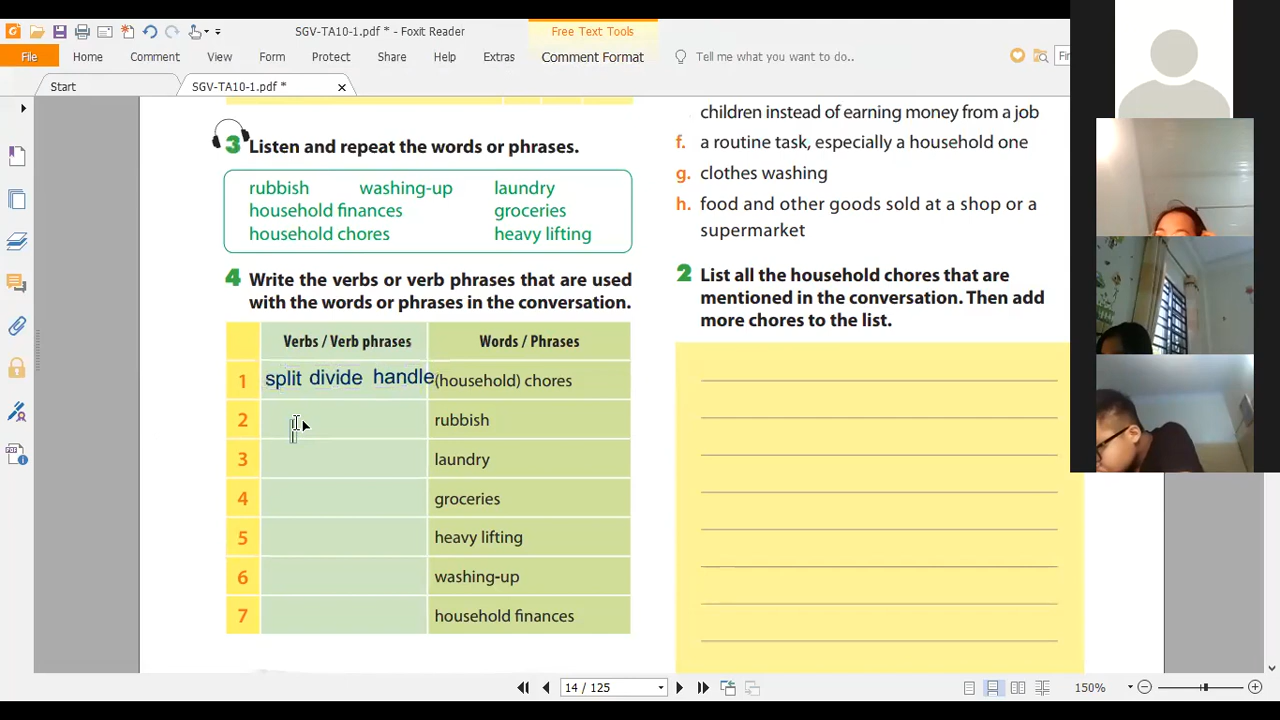 SGV-TA10-1.pdf * - Foxit Reader
Free Text Tools
File Home Comment View Form Protect Share Help Extras Comment Format Tell me what you want to do.. Fin
Start SGV-TA10-1.pdf *
3 Listen and repeat the words or phrases.
rubbish washing-up laundry
household finances groceries
household chores heavy lifting
4 Write the verbs or verb phrases that are used
with the words or phrases in the conversation.
Verbs / Verb phrases Words / Phrases
1 split divide handle (household) chores
2 rubbish
3 laundry
4 groceries
5 heavy lifting
6 washing-up
7 household finances
children instead of earning money from a job
f. a routine task, especially a household one
g. clothes washing
h. food and other goods sold at a shop or a
supermarket
2 List all the household chores that are
mentioned in the conversation. Then add
more chores to the list.
14 / 125 150%